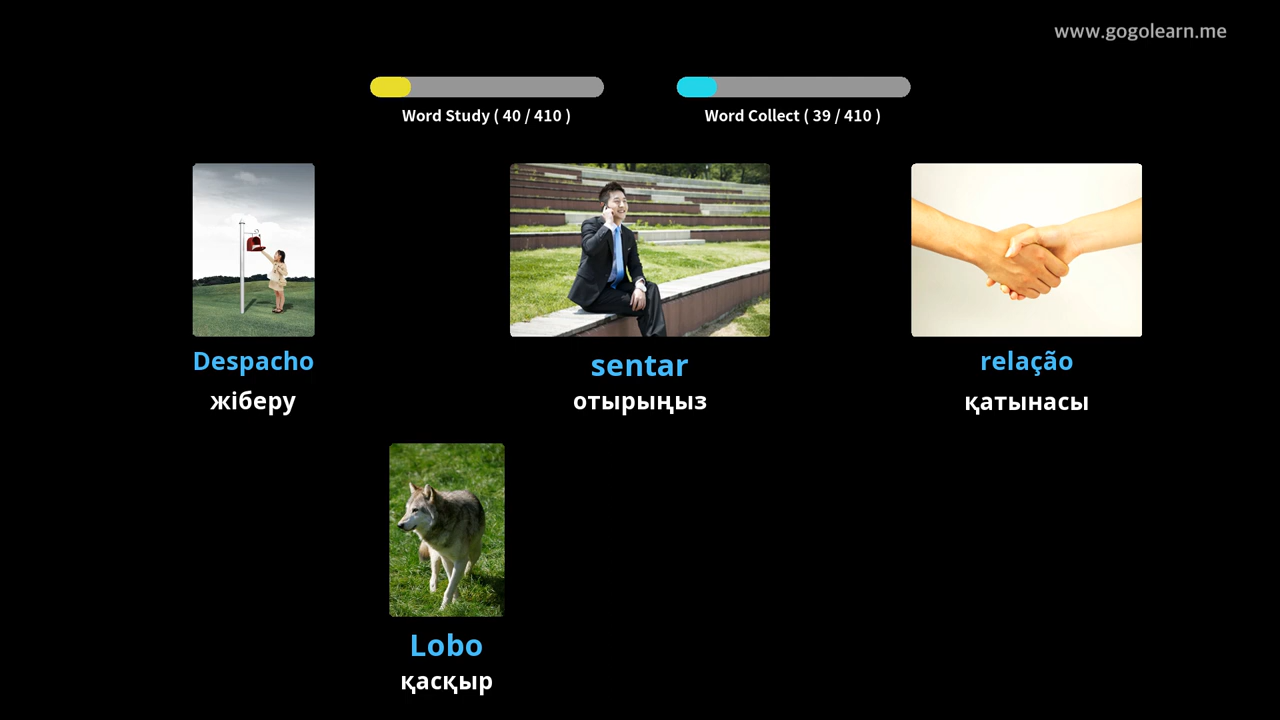 www.gogolearn.me
Word Study ( 40 / 410 )
Word Collect ( 39 / 410 )
Despacho
жіберу
sentar
отырыңыз
relação
қатынасы
Lobo
қасқыр